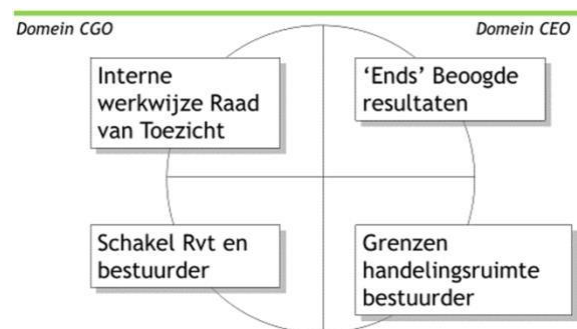 Domein CGO
Domein CEO
Interne
werkwijze Raad
van Toezicht
‘Ends’ Beoogde
resultaten
Schakel Rvt en
bestuurder
Grenzen
handelingsruimte
bestuurder